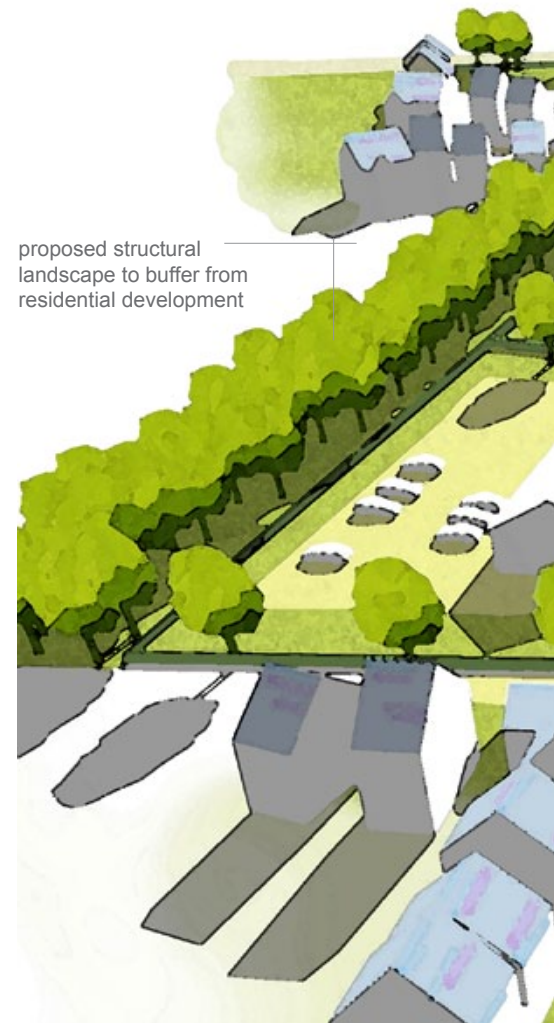 proposed structural
landscape to buffer from
residential development